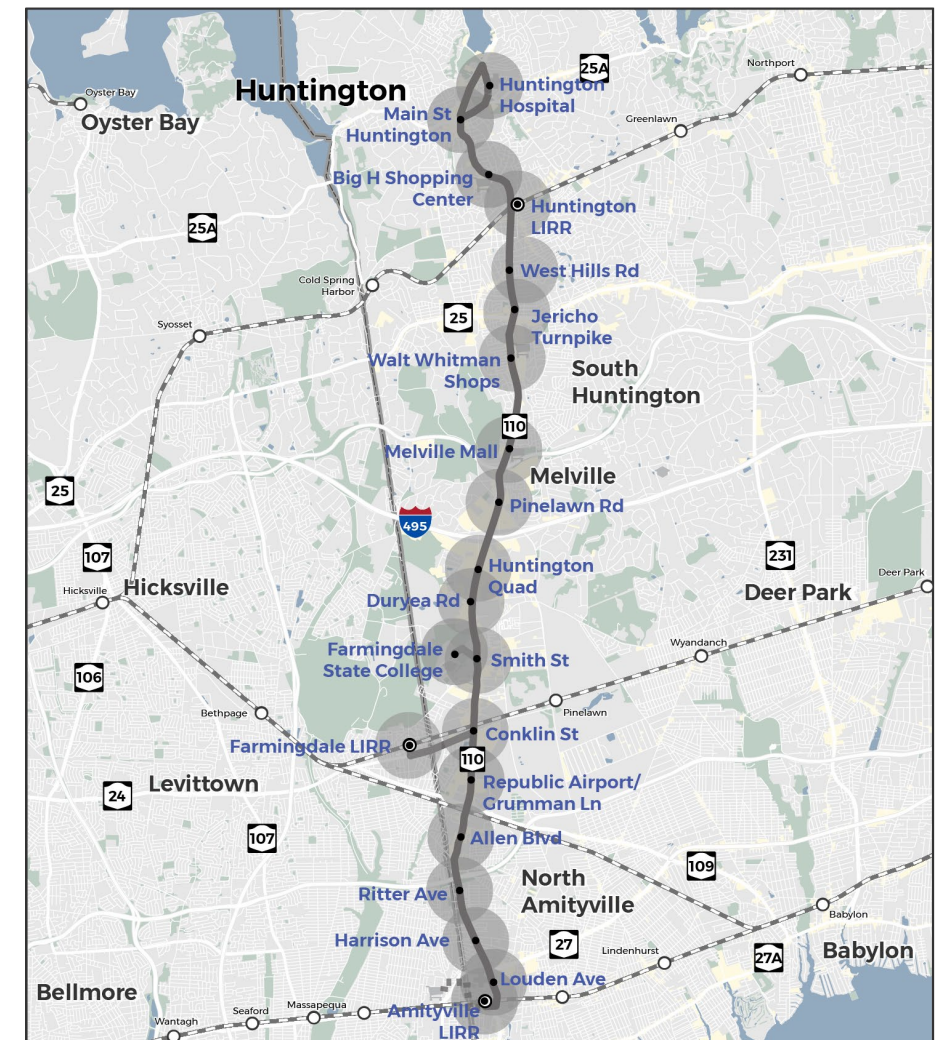 25A
Northport
Huntington
Huntington
Hospital
Oyster Bay
Oyster Bay
Main St
Huntington
Greenlawn
Big H Shopping
Center
Huntington
LIRR
25A
West Hills Rd
Cold Spring
Harbor
25
Jericho
Turnpike
Syosset
Walt Whitman
Shops
South
Huntington
110
Melville Mall
Melville
25
Pinelawn Rd
495
107
231
Huntington
Quad
Deer Park
Hicksville
Hicksville
Deer Park
Duryea Rd
Wyandanch
Farmingdale
State College
Smith St
106
Bethpage
Pinelawn
Conklin St
Farmingdale LIRR
110
Levittown
Republic Airport/
Grumman Ln
24
107
Allen Blvd
109
North
Amityville
Ritter Ave
Babylon
Harrison Ave
27
Lindenhurst
27A
Babylon
Louden Ave
Bellmore
Massapequa
Seaford
Amityville
LIRR
Wantagh